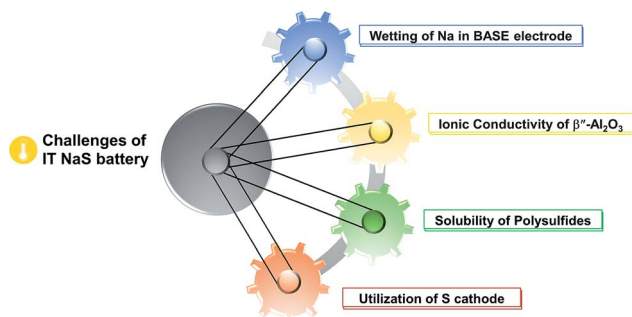 Wetting of Na in BASE electrode
Challenges of
IT NaS battery
Ionic Conductivity of β″-Al₂O₃
Solubility of Polysulfides
Utilization of S cathode